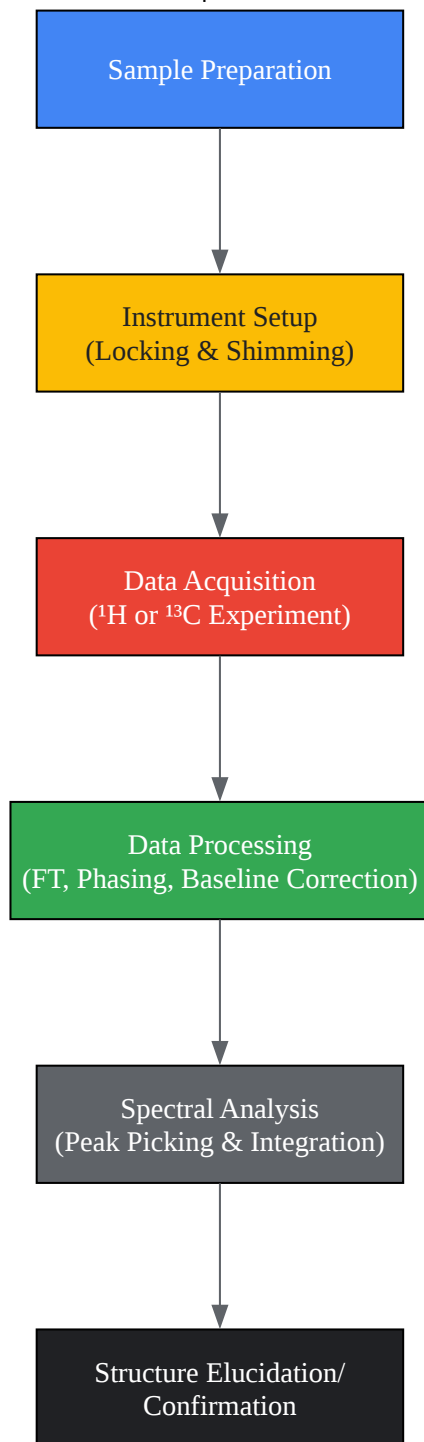 Sample Preparation
Instrument Setup
(Locking & Shimming)
Data Acquisition
(¹H or ¹³C Experiment)
Data Processing
(FT, Phasing, Baseline Correction)
Spectral Analysis
(Peak Picking & Integration)
Structure Elucidation/
Confirmation